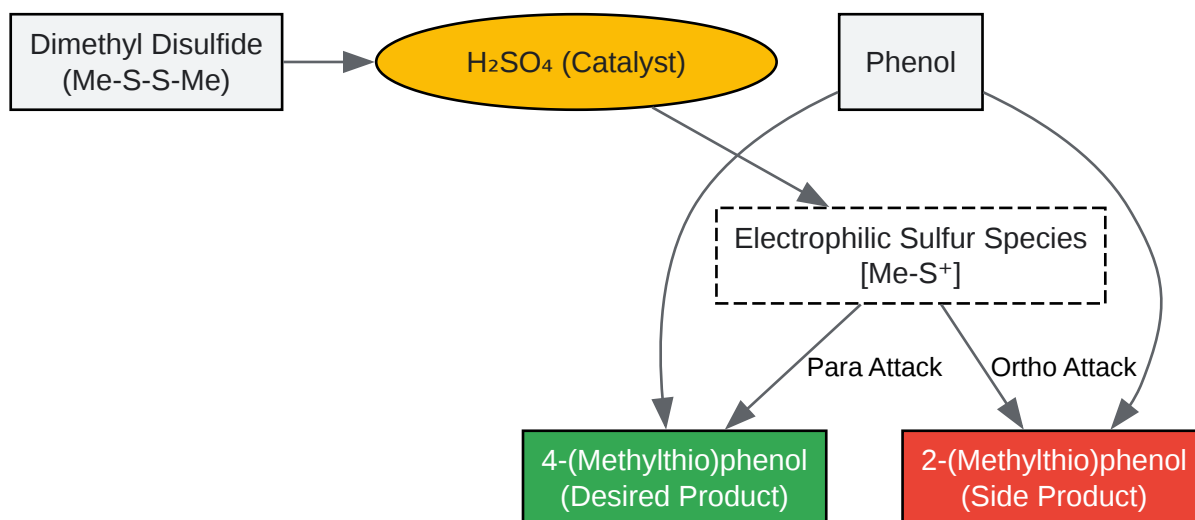 Dimethyl Disulfide
(Me-S-S-Me)
H₂SO₄ (Catalyst)
Phenol
Electrophilic Sulfur Species
[Me-S⁺]
Para Attack
Ortho Attack
4-(Methylthio)phenol
(Desired Product)
2-(Methylthio)phenol
(Side Product)